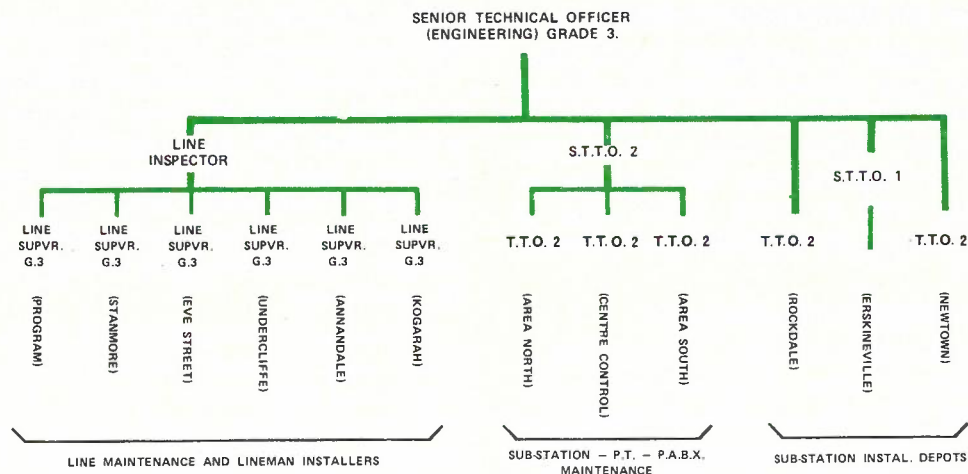 SENIOR TECHNICAL OFFICER
(ENGINEERING) GRADE 3.
LINE
INSPECTOR
S.T.T.O. 2
S.T.T.O. 1
LINE
SUPVR.
G.3
LINE
SUPVR.
G.3
LINE
SUPVR.
G.3
LINE
SUPVR.
G.3
LINE
SUPVR.
G.3
LINE
SUPVR.
G.3
T.T.O. 2
T.T.O. 2
T.T.O. 2
T.T.O. 2
T.T.O. 2
(PROGRAM)
(STANMORE)
(EVE STREET)
(UNDERCLIFFE)
(ANNANDALE)
(KOGARAH)
(AREA NORTH)
(CENTRE CONTROL)
(AREA SOUTH)
(ROCKDALE)
(ERSKINEVILLE)
(NEWTOWN)
LINE MAINTENANCE AND LINEMAN INSTALLERS
SUB-STATION – P.T. – P.A.B.X.
MAINTENANCE
SUB-STATION INSTAL. DEPOTS